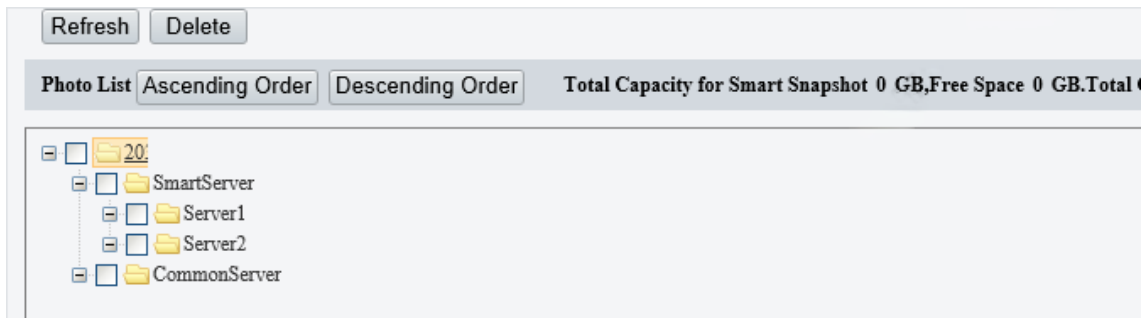 Refresh Delete
Photo List Ascending Order Descending Order Total Capacity for Smart Snapshot 0 GB,Free Space 0 GB.Total
SmartServer
Server1
Server2
CommonServer